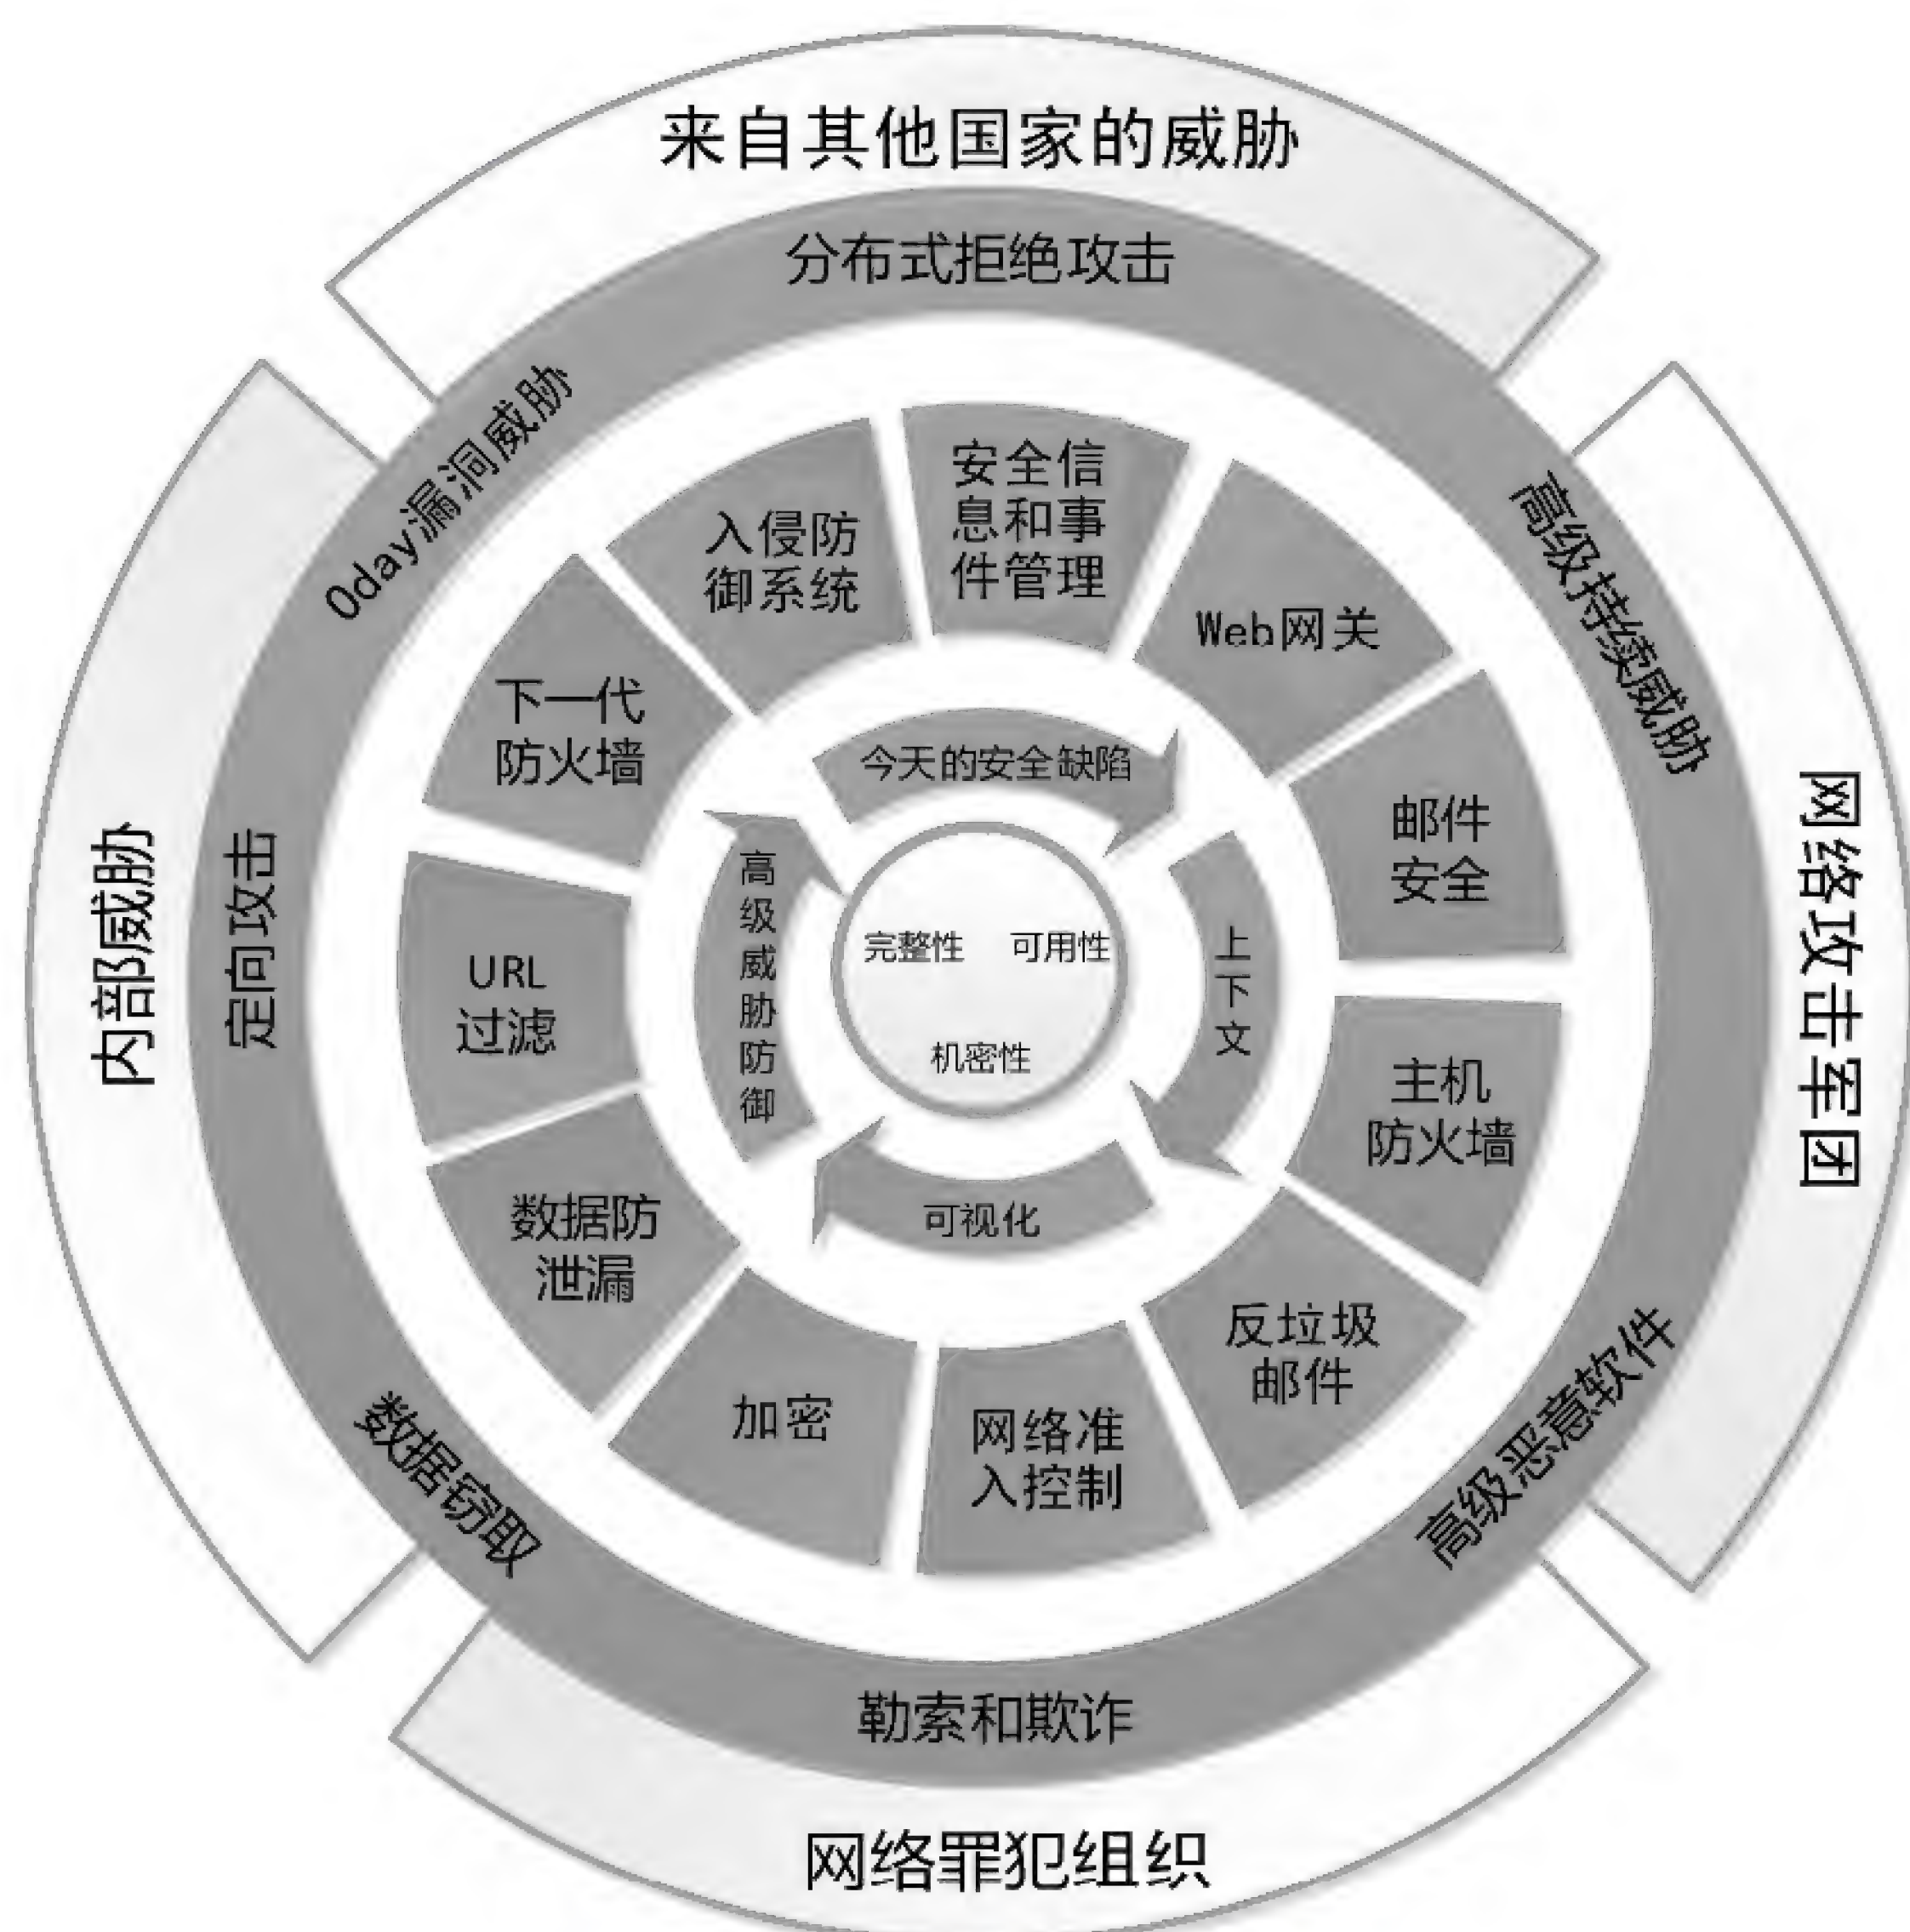 来自其他国家的威胁
分布式拒绝攻击
0day漏洞威胁
高级持续威胁
安全信
息和事
件管理
入侵防
御系统
Web网关
下一代
防火墙
今天的安全缺陷
邮件
安全
网络攻击军团
内部威胁
定向攻击
高
级
威
胁
防
御
完整性
可用性
机密性
上
下
文
URL
过滤
主机
防火墙
可视化
数据防
泄漏
反垃圾
邮件
加密
网络准
入控制
高级恶意软件
数据窃取
勒索和欺诈
网络罪犯组织